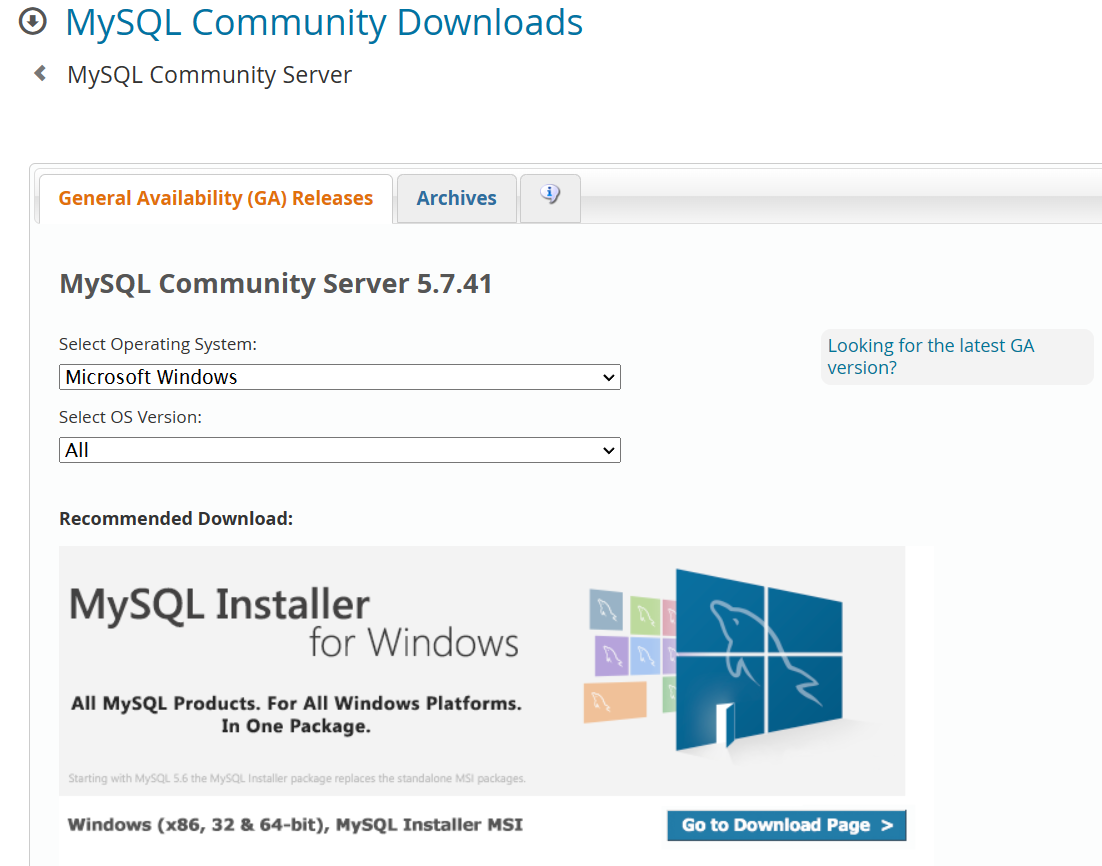 MySQL Community Downloads
MySQL Community Server
General Availability (GA) Releases
Archives
MySQL Community Server 5.7.41
Select Operating System:
Looking for the latest GA
version?
Microsoft Windows
Select OS Version:
All
Recommended Download:
MySQL Installer
for Windows
All MySQL Products. For All Windows Platforms.
In One Package.
Starting with MySQL 5.6 the MySQL Installer package replaces the standalone MSI packages.
Windows (x86, 32 & 64-bit), MySQL Installer MSI
Go to Download Page >